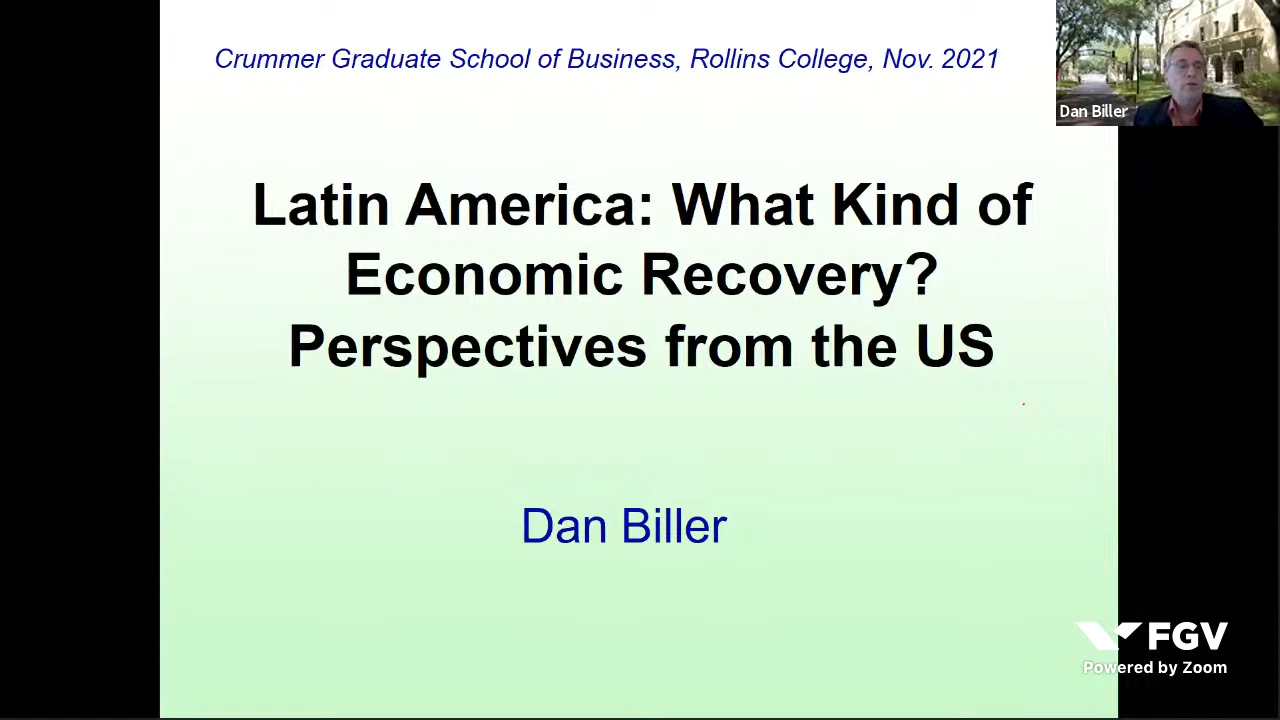 Crummer Graduate School of Business, Rollins College, Nov. 2021
Dan Biller
Latin America: What Kind of
Economic Recovery?
Perspectives from the US
Dan Biller
FGV
Powered by Zoom